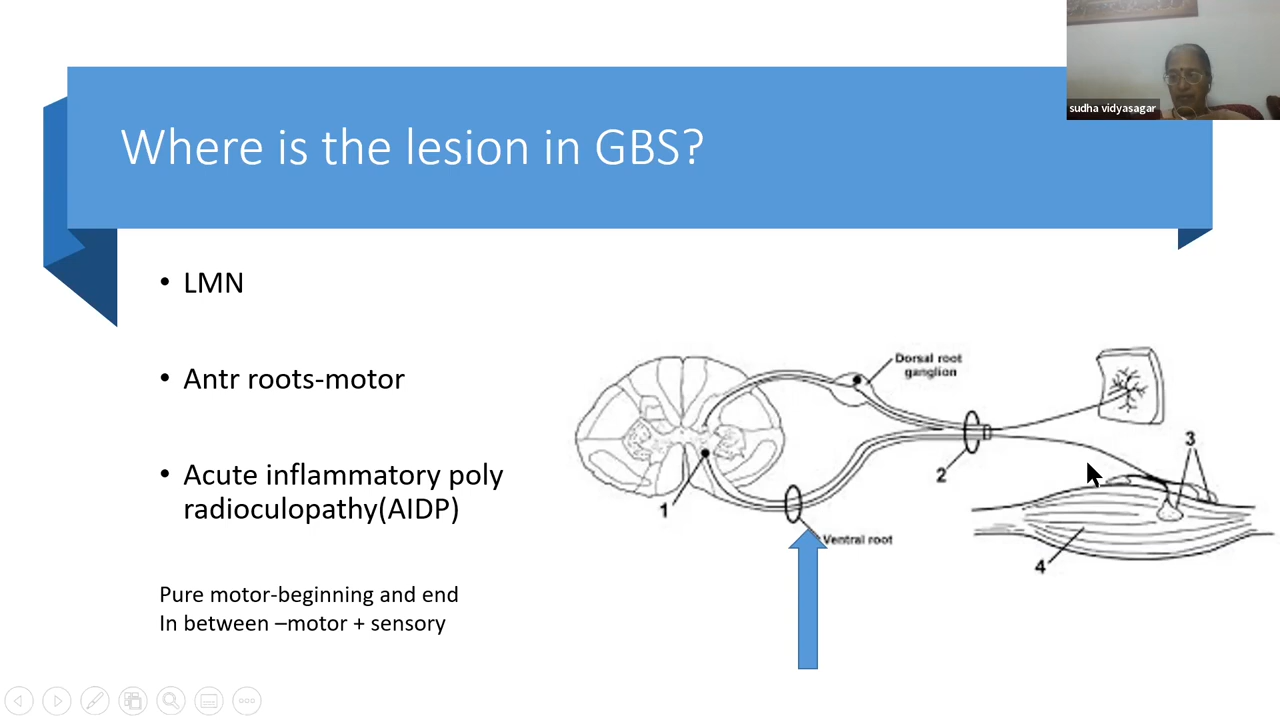 sudha vidyasagar
Where is the lesion in GBS?
• LMN
• Antr roots-motor
• Acute inflammatory poly
radioculopathy(AIDP)
Pure motor-beginning and end
In between –motor + sensory
Dorsal root
ganglion
3
2
1
Ventral root
4